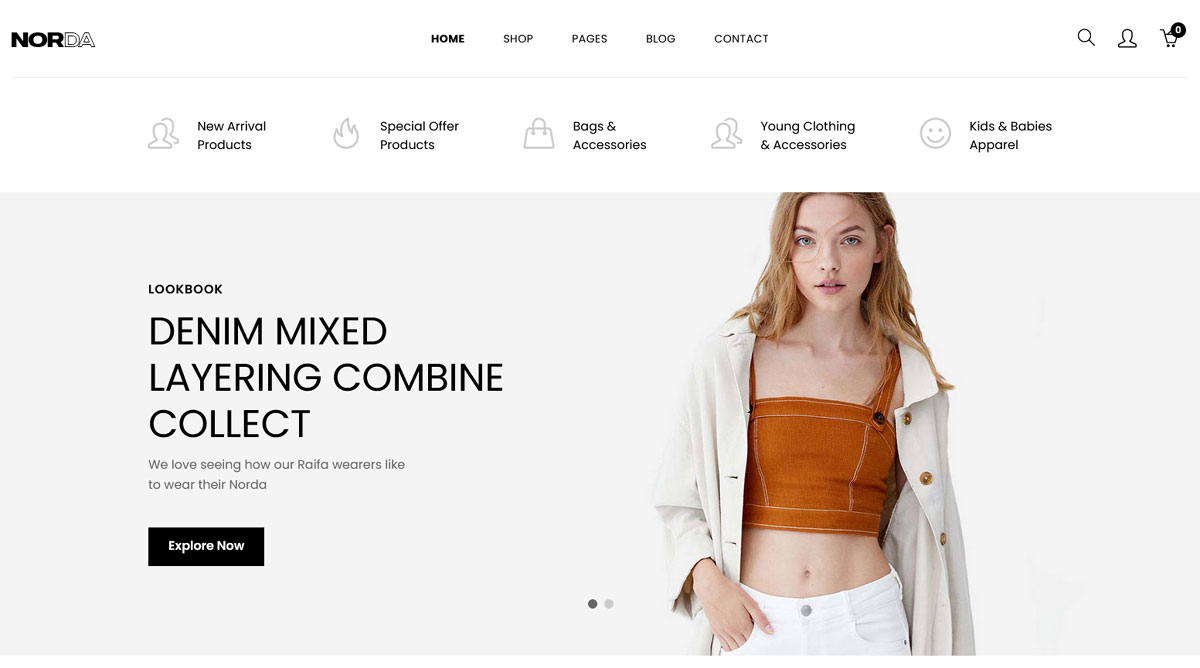 NORDA
HOME SHOP PAGES BLOG CONTACT
0
New Arrival
Products
Special Offer
Products
Bags &
Accessories
Young Clothing
& Accessories
Kids & Babies
Apparel
LOOKBOOK
DENIM MIXED
LAYERING COMBINE
COLLECT
We love seeing how our Raifa wearers like
to wear their Norda
Explore Now